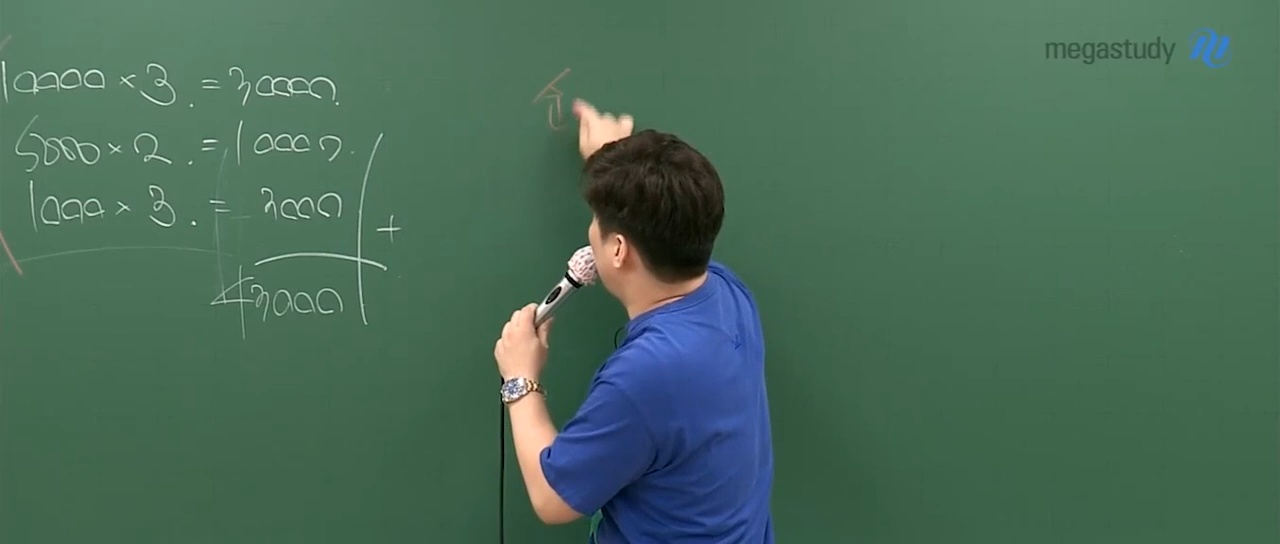 megastudy
10000 × 3 = 30000
5000 × 2 = 10000
1000 × 3 = 3000
+
43000